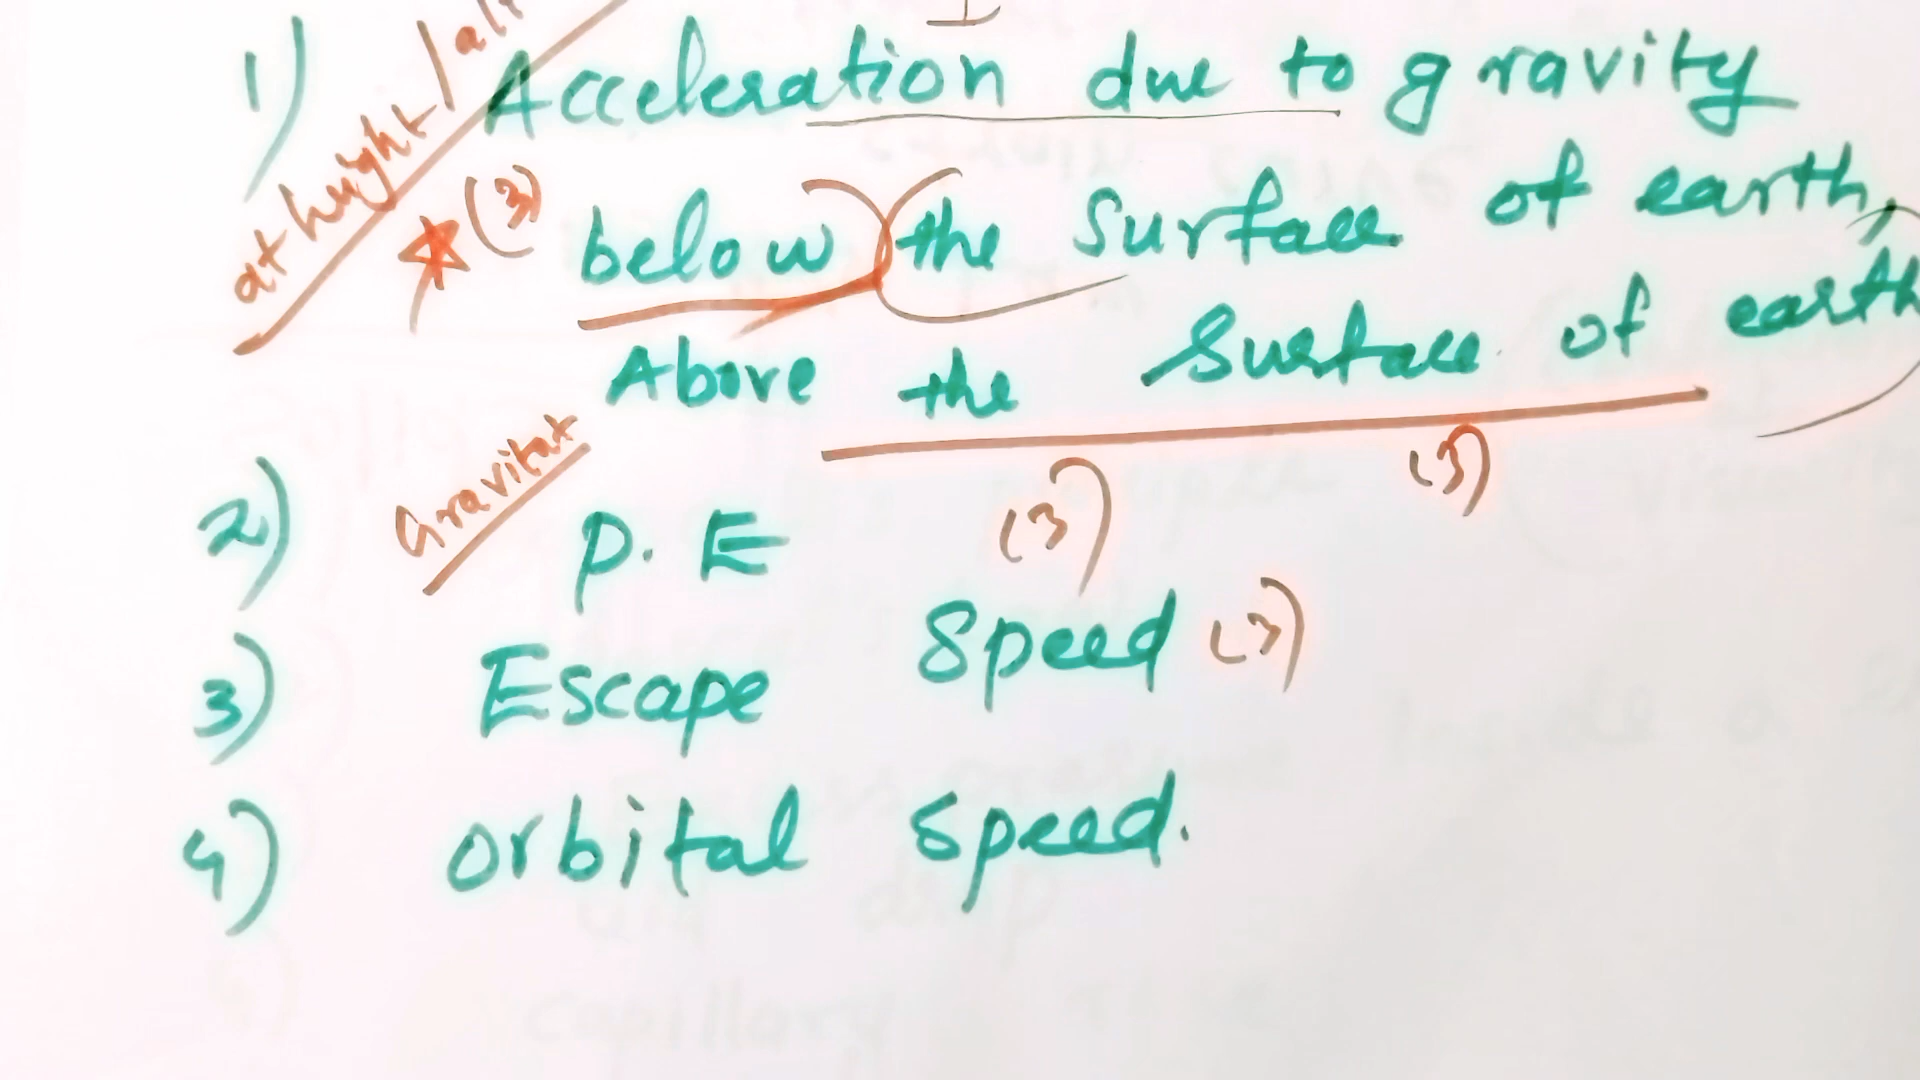 1) Acceleration due to gravity
at height /
(3) below the surface of earth,
Above the Surface of earth
(3)
2) Gravitat P.E (3)
3) Escape Speed (3)
4) orbital Speed.
capillary